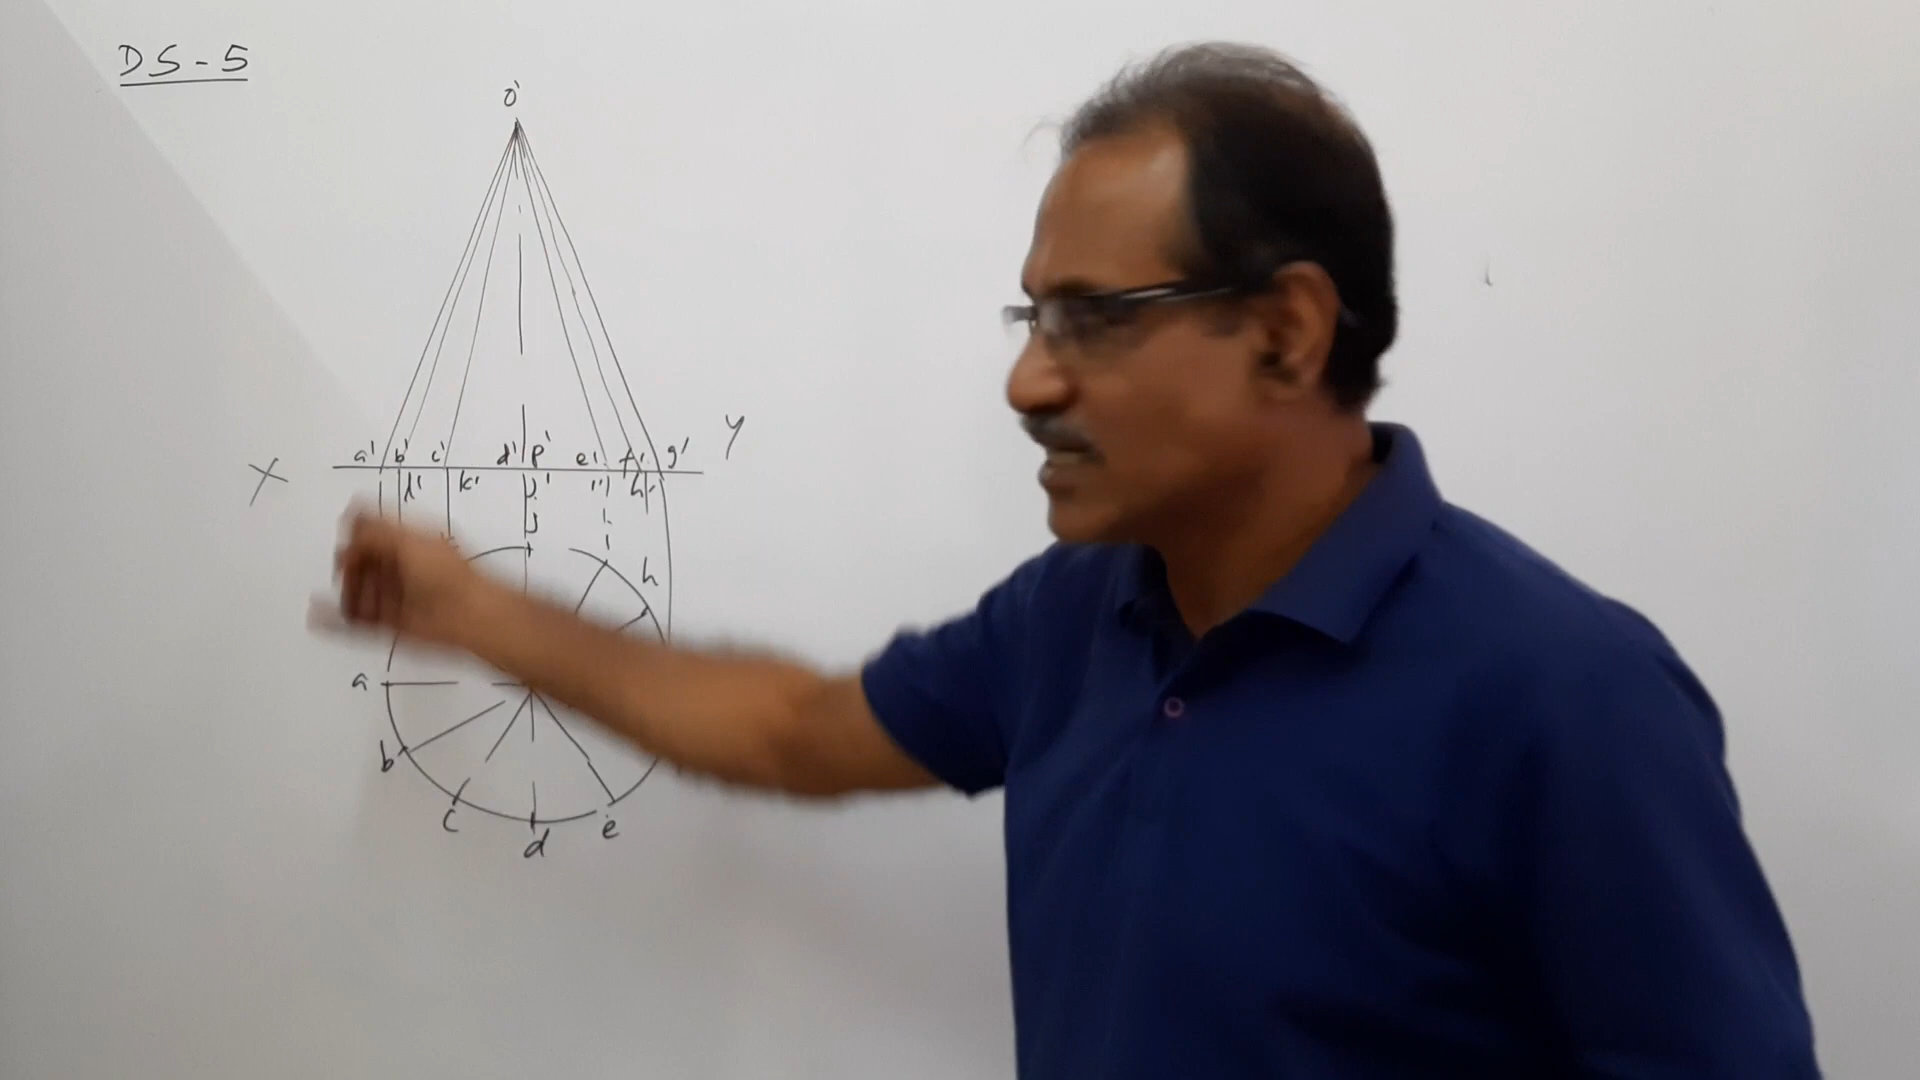 DS-5
o'
Y
a' b' c' d' p' e' f' g'
X
l' k' j' i' h'
j i
h
a
b
c
e
d